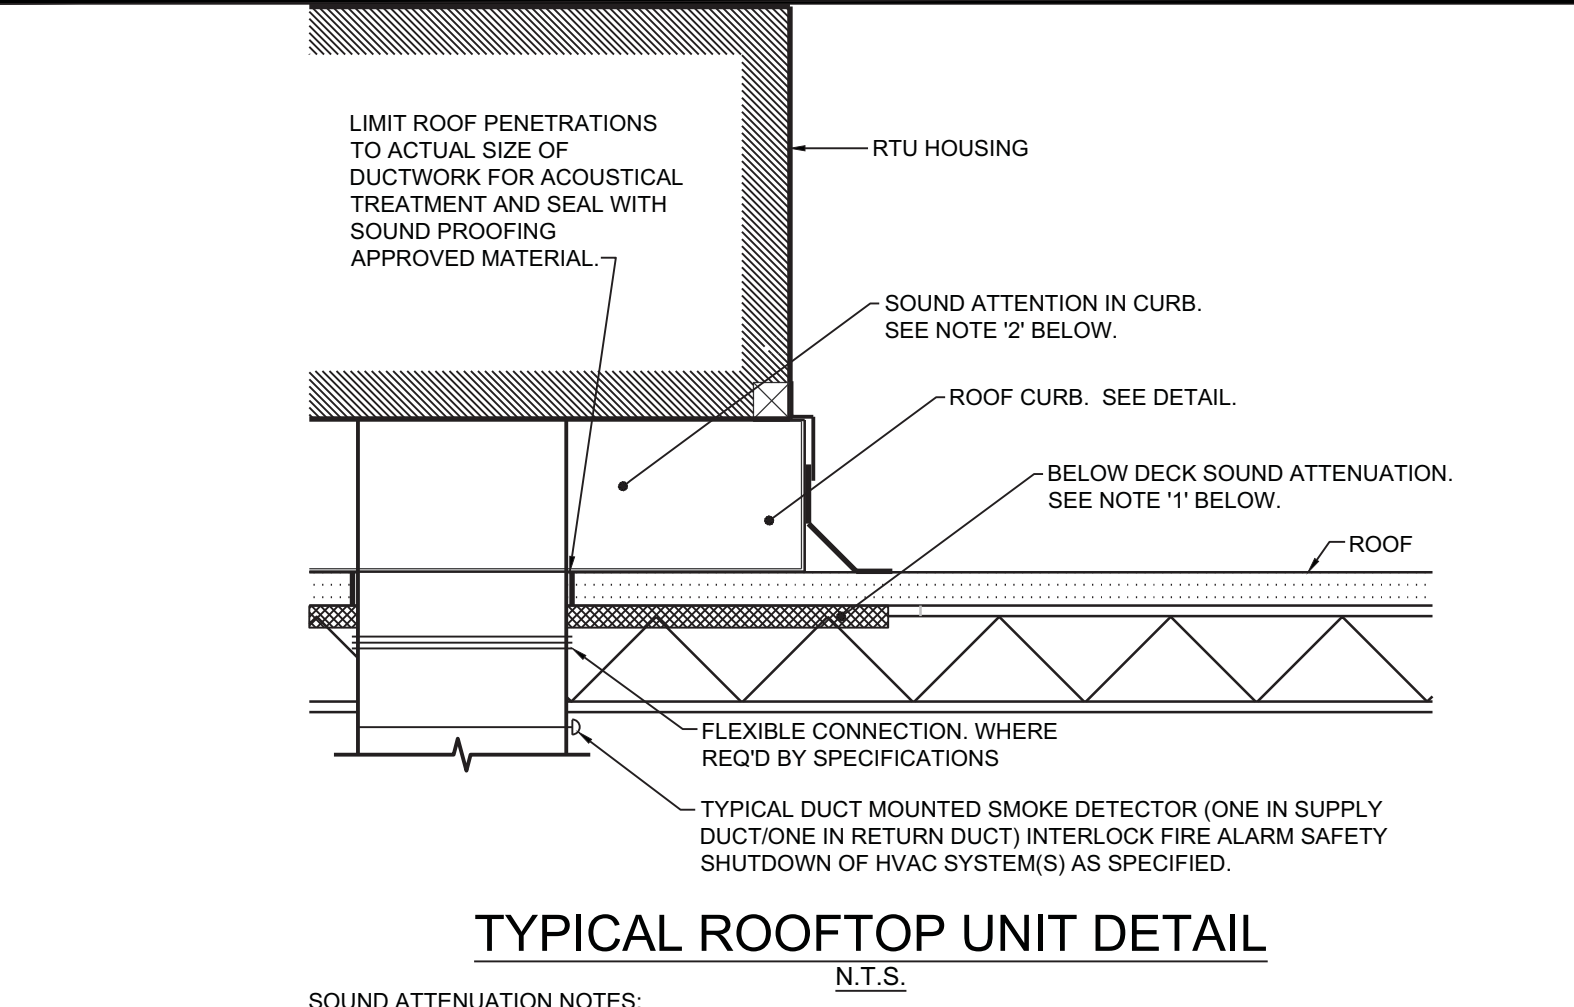 LIMIT ROOF PENETRATIONS
TO ACTUAL SIZE OF
DUCTWORK FOR ACOUSTICAL
TREATMENT AND SEAL WITH
SOUND PROOFING
APPROVED MATERIAL.
RTU HOUSING
SOUND ATTENTION IN CURB.
SEE NOTE '2' BELOW.
ROOF CURB. SEE DETAIL.
BELOW DECK SOUND ATTENUATION.
SEE NOTE '1' BELOW.
ROOF
FLEXIBLE CONNECTION. WHERE
REQ'D BY SPECIFICATIONS
TYPICAL DUCT MOUNTED SMOKE DETECTOR (ONE IN SUPPLY
DUCT/ONE IN RETURN DUCT) INTERLOCK FIRE ALARM SAFETY
SHUTDOWN OF HVAC SYSTEM(S) AS SPECIFIED.
TYPICAL ROOFTOP UNIT DETAIL
N.T.S.
SOUND ATTENUATION NOTES: